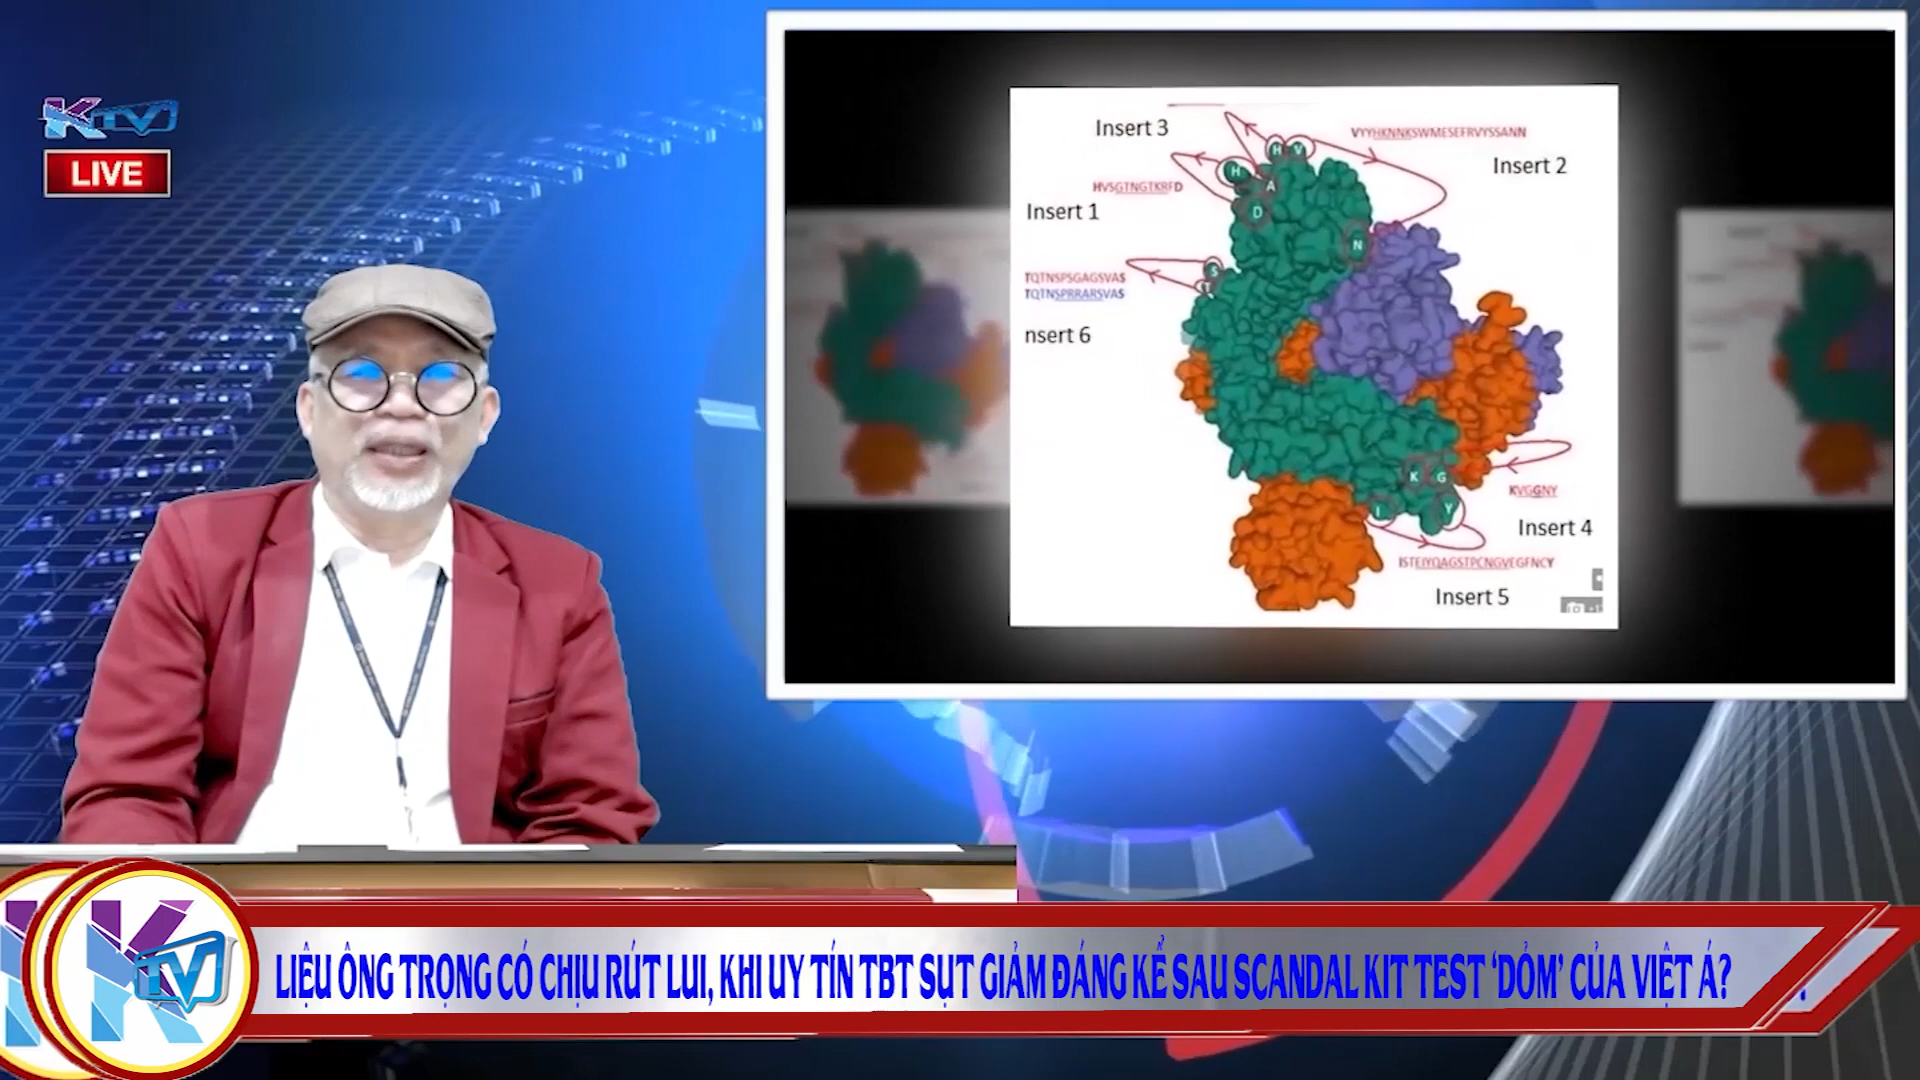 KTV
LIVE
Insert 3
VYYHKNNKSWMESEFRVYSSANN
Insert 2
HVSGTNGTKRFD
Insert 1
TQTNSPSGAGSVAS
TQTNSPRRARSVAS
nsert 6
H V
H
A
D
N
S
T
K G
I Y
KVGGNY
Insert 4
ISTEIYQAGSTPCNGVEGFNCY
Insert 5
KTV
LIỆU ÔNG TRỌNG CÓ CHỊU RÚT LUI, KHI UY TÍN TBT SỤT GIẢM ĐÁNG KỂ SAU SCANDAL KIT TEST ‘DỎM’ CỦA VIỆT Á?